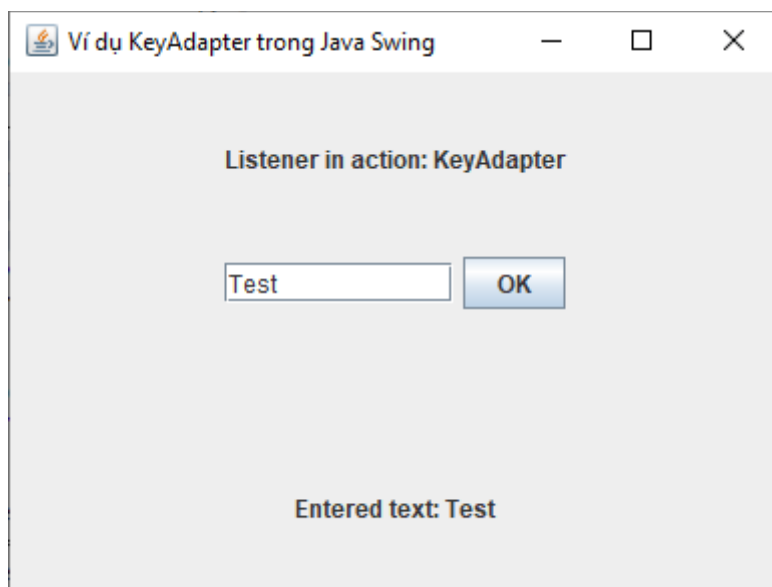 Ví dụ KeyAdapter trong Java Swing
Listener in action: KeyAdapter
Test OK
Entered text: Test